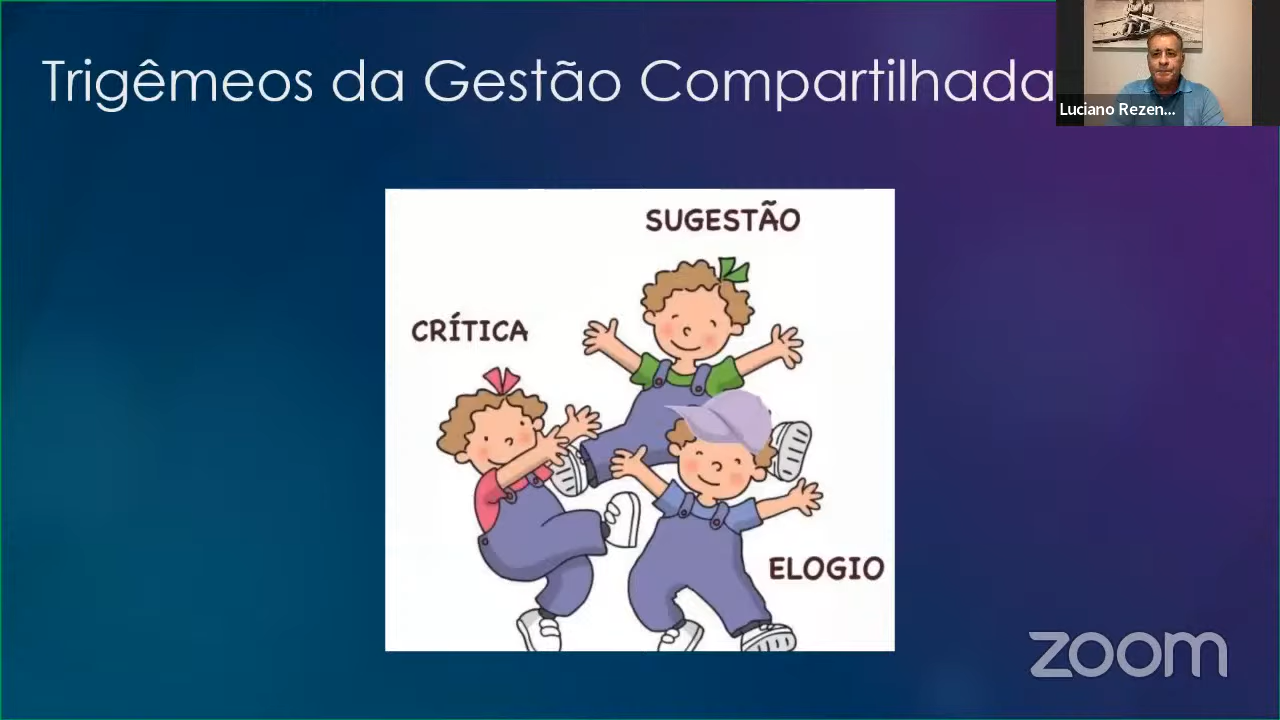 Trigêmeos da Gestão Compartilhada
Luciano Rezen...
SUGESTÃO
CRÍTICA
ELOGIO
zoom